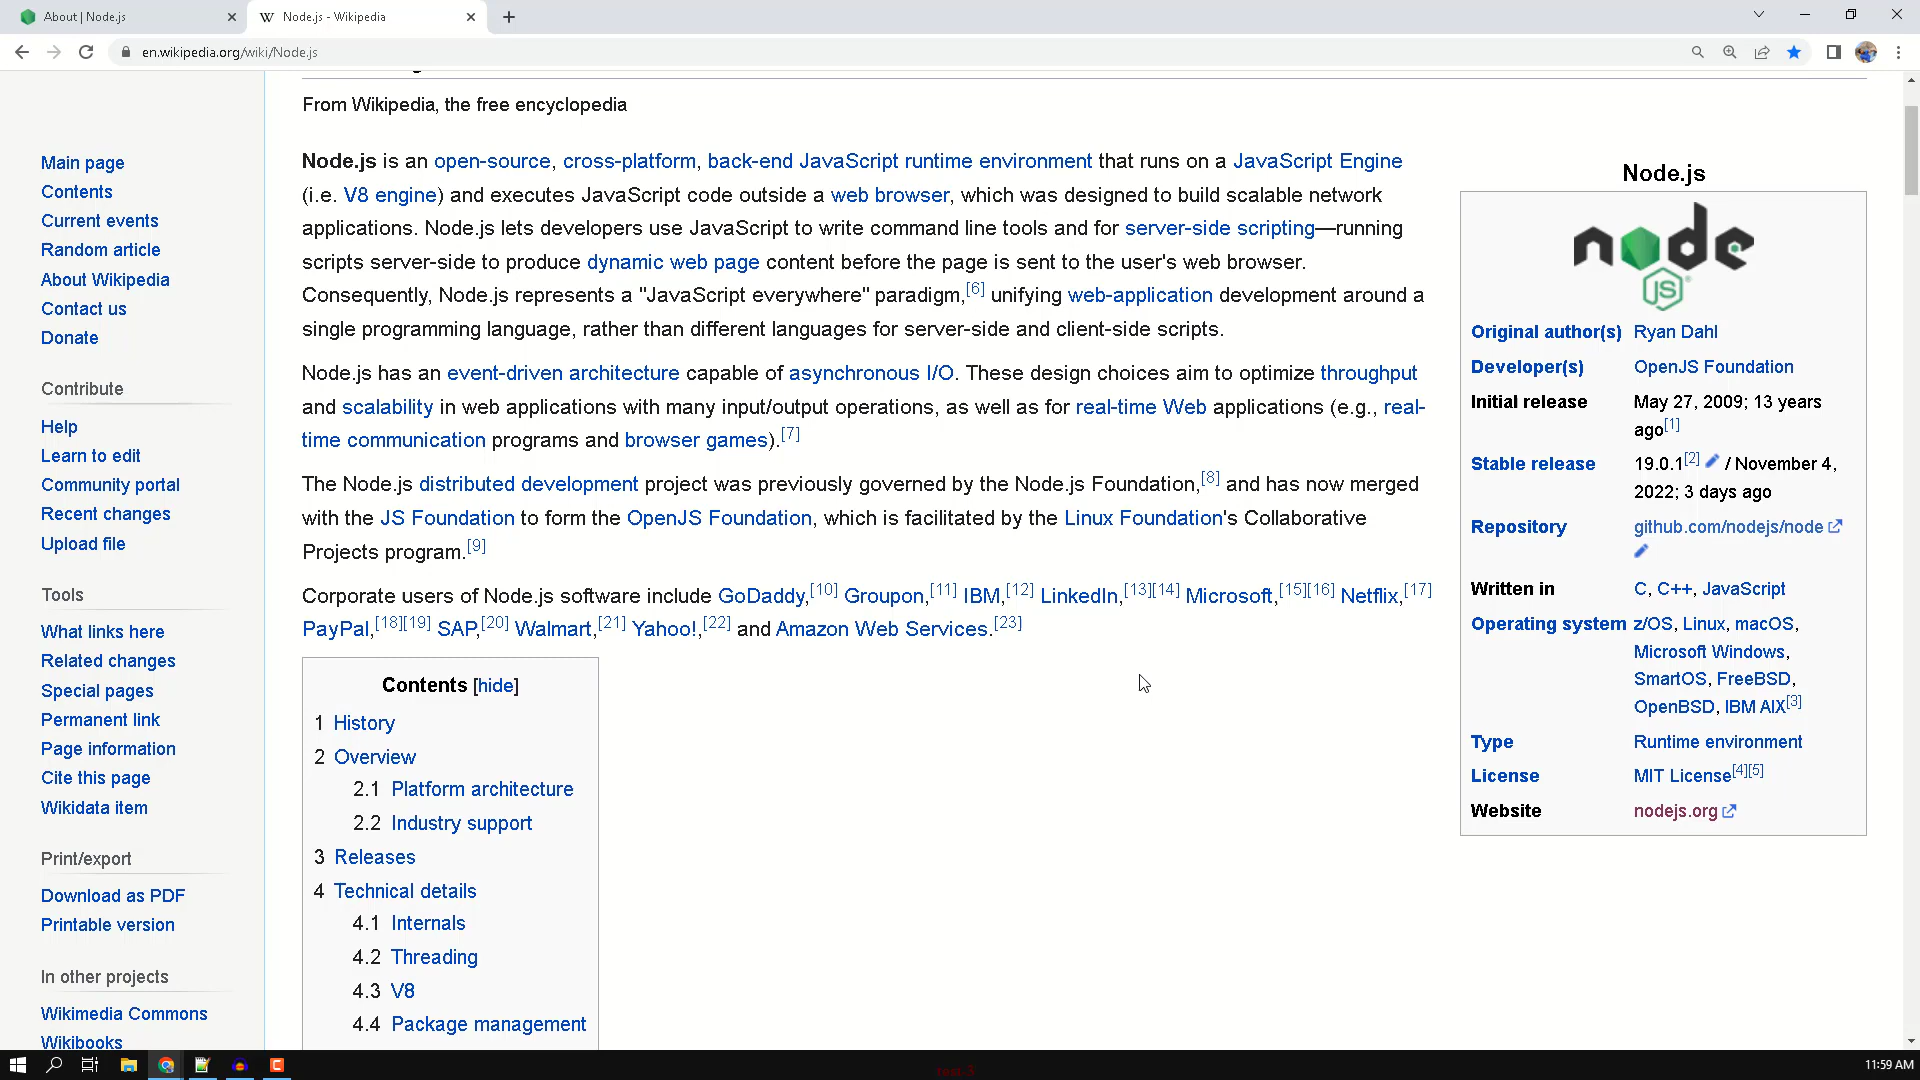 About | Node.js
Node.js - Wikipedia
en.wikipedia.org/wiki/Node.js
From Wikipedia, the free encyclopedia
Main page
Contents
Current events
Random article
About Wikipedia
Contact us
Donate
Contribute
Help
Learn to edit
Community portal
Recent changes
Upload file
Tools
What links here
Related changes
Special pages
Permanent link
Page information
Cite this page
Wikidata item
Print/export
Download as PDF
Printable version
In other projects
Wikimedia Commons
Wikibooks
Node.js is an open-source, cross-platform, back-end JavaScript runtime environment that runs on a JavaScript Engine
(i.e. V8 engine) and executes JavaScript code outside a web browser, which was designed to build scalable network
applications. Node.js lets developers use JavaScript to write command line tools and for server-side scripting—running
scripts server-side to produce dynamic web page content before the page is sent to the user's web browser.
Consequently, Node.js represents a "JavaScript everywhere" paradigm,[6] unifying web-application development around a
single programming language, rather than different languages for server-side and client-side scripts.
Node.js has an event-driven architecture capable of asynchronous I/O. These design choices aim to optimize throughput
and scalability in web applications with many input/output operations, as well as for real-time Web applications (e.g., real-
time communication programs and browser games).[7]
The Node.js distributed development project was previously governed by the Node.js Foundation,[8] and has now merged
with the JS Foundation to form the OpenJS Foundation, which is facilitated by the Linux Foundation's Collaborative
Projects program.[9]
Corporate users of Node.js software include GoDaddy,[10] Groupon,[11] IBM,[12] LinkedIn,[13][14] Microsoft,[15][16] Netflix,[17]
PayPal,[18][19] SAP,[20] Walmart,[21] Yahoo!,[22] and Amazon Web Services.[23]
Contents [hide]
1 History
2 Overview
2.1 Platform architecture
2.2 Industry support
3 Releases
4 Technical details
4.1 Internals
4.2 Threading
4.3 V8
4.4 Package management
Node.js
node
JS
Original author(s) Ryan Dahl
Developer(s) OpenJS Foundation
Initial release May 27, 2009; 13 years
ago[1]
Stable release 19.0.1[2] / November 4,
2022; 3 days ago
Repository github.com/nodejs/node
Written in C, C++, JavaScript
Operating system z/OS, Linux, macOS,
Microsoft Windows,
SmartOS, FreeBSD,
OpenBSD, IBM AIX[3]
Type Runtime environment
License MIT License[4][5]
Website nodejs.org
11:59 AM